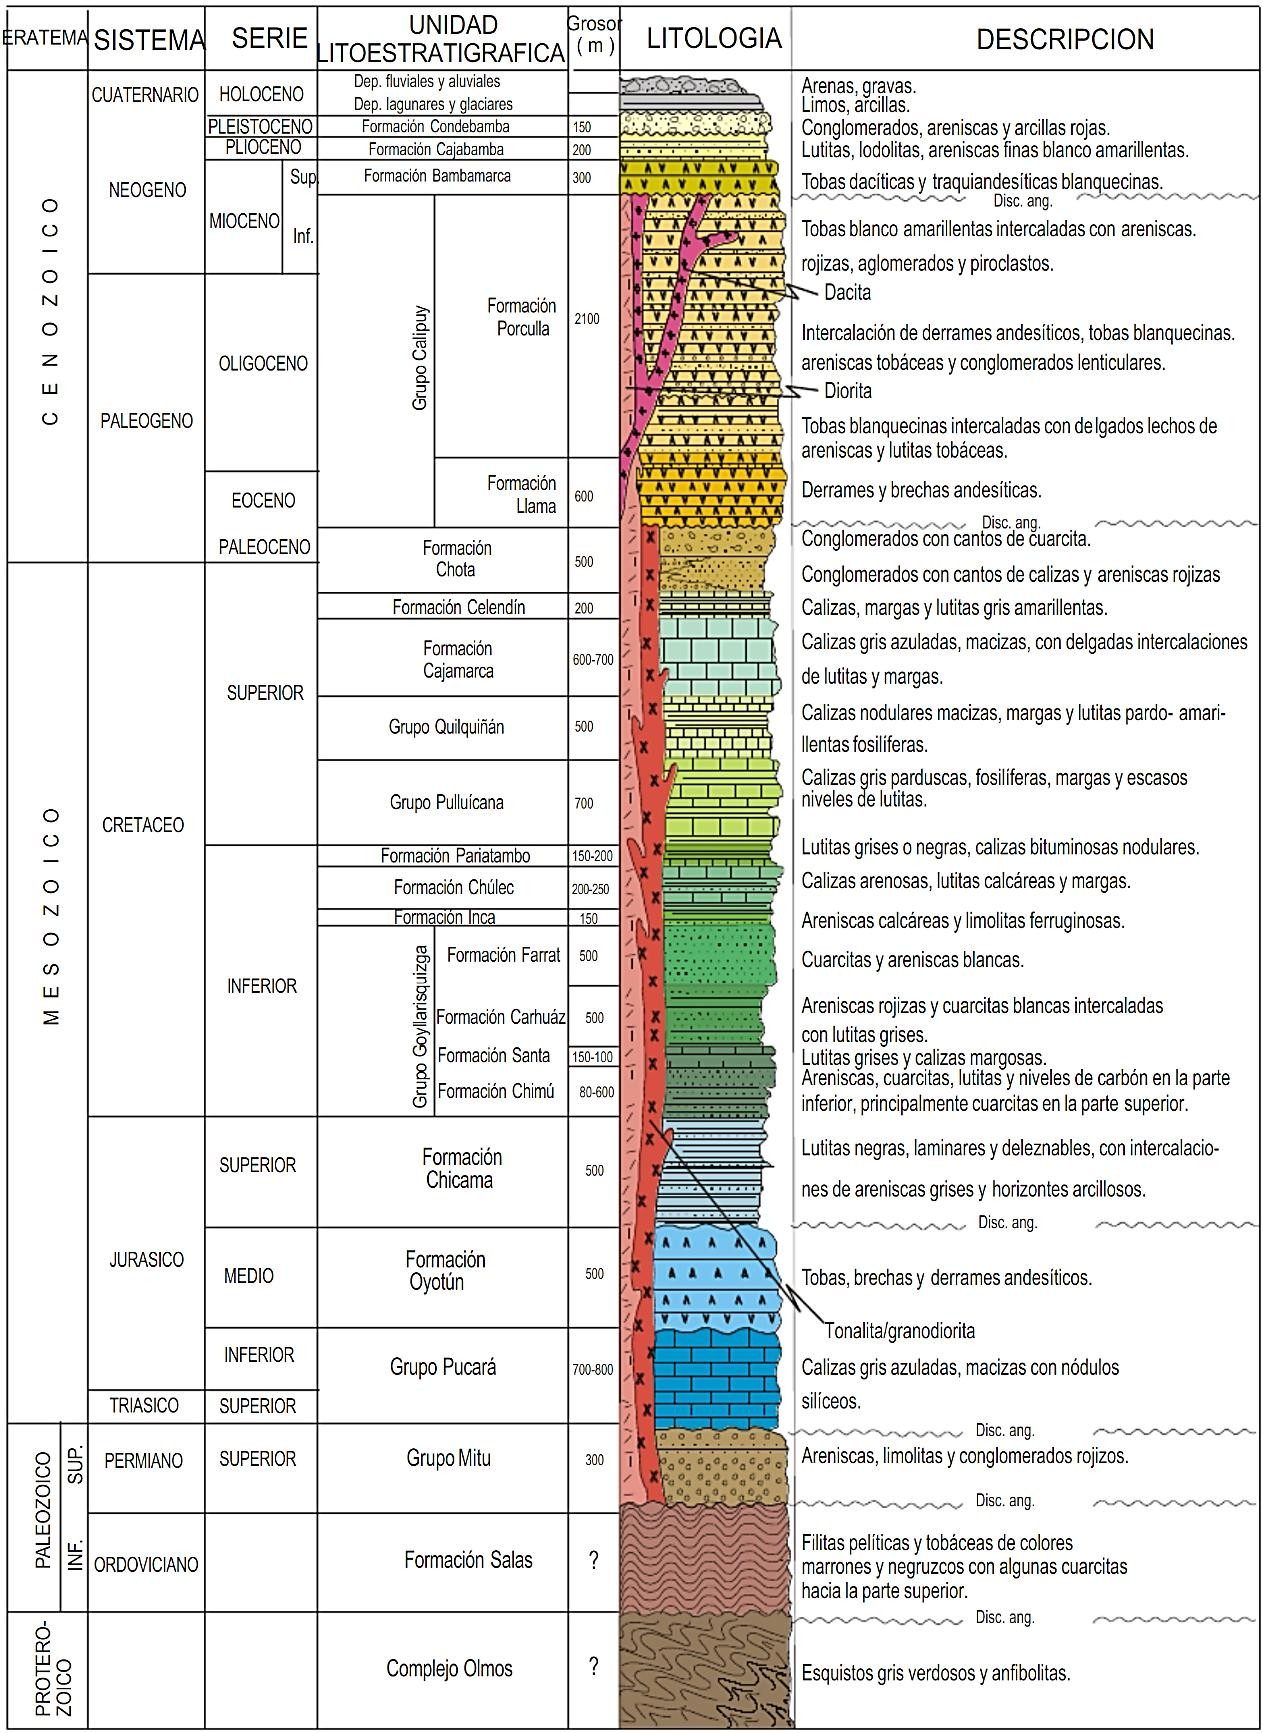 ERATEMA SISTEMA SERIE UNIDAD LITOESTRATIGRAFICA Grosor (m) LITOLOGIA DESCRIPCION
CENOZOICO
MESOZOICO
PALEOZOICO
SUP.
INF.
PROTERO-
ZOICO
CUATERNARIO
NEOGENO
PALEOGENO
CRETACEO
JURASICO
TRIASICO
PERMIANO
ORDOVICIANO
HOLOCENO
PLEISTOCENO
PLIOCENO
MIOCENO
Sup.
Inf.
OLIGOCENO
EOCENO
PALEOCENO
SUPERIOR
INFERIOR
SUPERIOR
MEDIO
INFERIOR
SUPERIOR
SUPERIOR
Dep. fluviales y aluviales
Dep. lagunares y glaciares
Formación Condebamba
150
Formación Cajabamba
200
Formación Bambamarca
300
Grupo Calipuy
Formación
Porculla
2100
Formación
Llama
600
Formación
Chota
500
Formación Celendín
200
Formación
Cajamarca
600-700
Grupo Quilquiñán
500
Grupo Pulluícana
700
Formación Pariatambo
150-200
Formación Chúlec
200-250
Formación Inca
150
Grupo Goyllarisquizga
Formación Farrat
500
Formación Carhuáz
500
Formación Santa
150-100
Formación Chimú
80-600
Formación
Chicama
500
Formación
Oyotún
500
Grupo Pucará
700-800
Grupo Mitu
300
Formación Salas
?
Complejo Olmos
?
Arenas, gravas.
Limos, arcillas.
Conglomerados, areniscas y arcillas rojas.
Lutitas, lodolitas, areniscas finas blanco amarillentas.
Tobas dacíticas y traquiandesíticas blanquecinas.
Disc. ang.
Tobas blanco amarillentas intercaladas con areniscas.
rojizas, aglomerados y piroclastos.
Dacita
Intercalación de derrames andesíticos, tobas blanquecinas.
areniscas tobáceas y conglomerados lenticulares.
Diorita
Tobas blanquecinas intercaladas con delgados lechos de
areniscas y lutitas tobáceas.
Derrames y brechas andesíticas.
Disc. ang.
Conglomerados con cantos de cuarcita.
Conglomerados con cantos de calizas y areniscas rojizas
Calizas, margas y lutitas gris amarillentas.
Calizas gris azuladas, macizas, con delgadas intercalaciones
de lutitas y margas.
Calizas nodulares macizas, margas y lutitas pardo- amari-
llentas fosilíferas.
Calizas gris parduscas, fosilíferas, margas y escasos
niveles de lutitas.
Lutitas grises o negras, calizas bituminosas nodulares.
Calizas arenosas, lutitas calcáreas y margas.
Areniscas calcáreas y limolitas ferruginosas.
Cuarcitas y areniscas blancas.
Areniscas rojizas y cuarcitas blancas intercaladas
con lutitas grises.
Lutitas grises y calizas margosas.
Areniscas, cuarcitas, lutitas y niveles de carbón en la parte
inferior, principalmente cuarcitas en la parte superior.
Lutitas negras, laminares y deleznables, con intercalacio-
nes de areniscas grises y horizontes arcillosos.
Disc. ang.
Tobas, brechas y derrames andesíticos.
Tonalita/granodiorita
Calizas gris azuladas, macizas con nódulos
silíceos.
Disc. ang.
Areniscas, limolitas y conglomerados rojizos.
Disc. ang.
Filitas pelíticas y tobáceas de colores
marrones y negruzcos con algunas cuarcitas
hacia la parte superior.
Disc. ang.
Esquistos gris verdosos y anfibolitas.